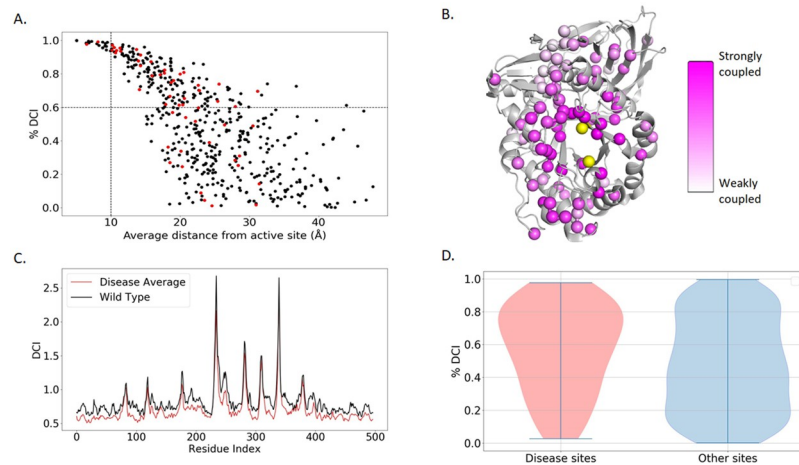 A.
1.0
0.8
0.6
0.4
0.2
0.0
% DCI
10
20
30
40
Average distance from active site (Å)
B.
Strongly
coupled
Weakly
coupled
C.
Disease Average
Wild Type
2.5
2.0
1.5
1.0
0.5
DCI
0
100
200
300
400
500
Residue Index
D.
1.0
0.8
0.6
0.4
0.2
0.0
% DCI
Disease sites
Other sites